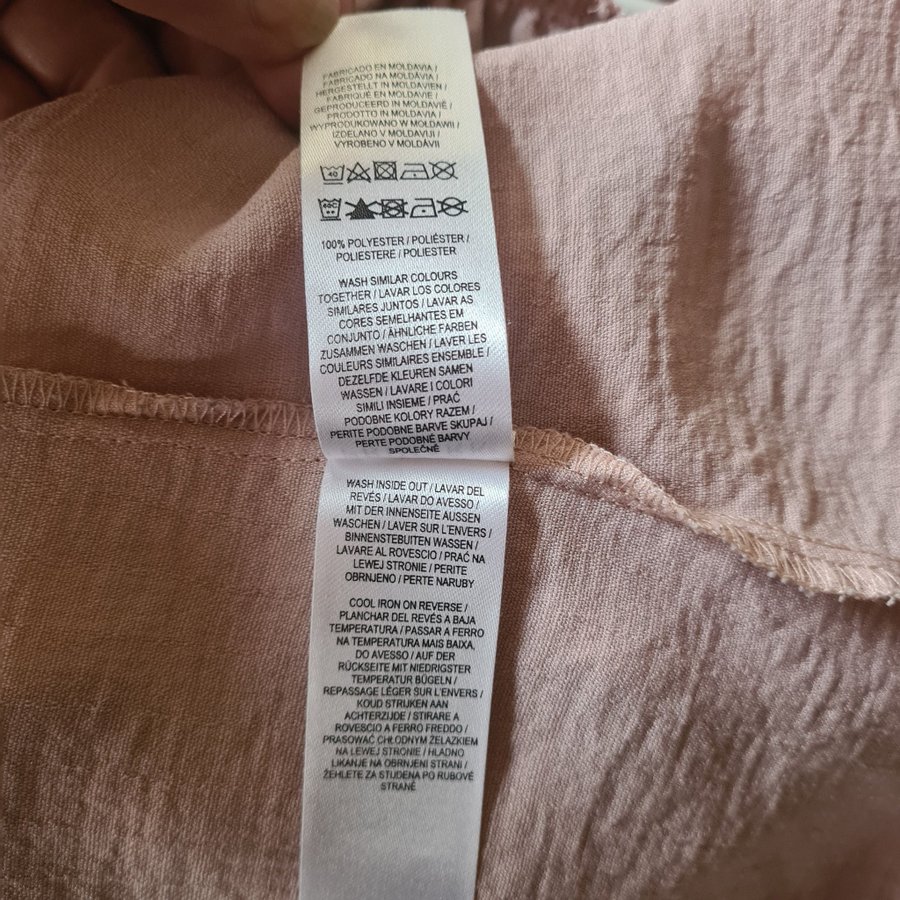 FABRICADO EN MOLDAVIA /
FABRICADO NA MOLDÁVIA /
HERGESTELLT IN MOLDAVIEN /
FABRIQUÉ EN MOLDAVIE /
GEPRODUCEERD IN MOLDAVIË /
PRODOTTO IN MOLDAVIA /
WYPRODUKOWANO W MOŁDAWII /
IZDELANO V MOLDAVIJI /
VYROBENO V MOLDÁVII
40
40C
100% POLYESTER / POLIÉSTER /
POLIESTERE / POLIESTER
WASH SIMILAR COLOURS
TOGETHER / LAVAR LOS COLORES
SIMILARES JUNTOS / LAVAR AS
CORES SEMELHANTES EM
CONJUNTO / ÄHNLICHE FARBEN
ZUSAMMEN WASCHEN / LAVER LES
COULEURS SIMILAIRES ENSEMBLE /
DEZELFDE KLEUREN SAMEN
WASSEN / LAVARE I COLORI
SIMILI INSIEME / PRAĆ
PODOBNE KOLORY RAZEM /
PERITE PODOBNE BARVE SKUPAJ /
PERTE PODOBNÉ BARVY
SPOLEČNĚ
WASH INSIDE OUT / LAVAR DEL
REVÉS / LAVAR DO AVESSO /
MIT DER INNENSEITE AUSSEN
WASCHEN / LAVER SUR L'ENVERS /
BINNENSTEBUITEN WASSEN /
LAVARE AL ROVESCIO / PRAĆ NA
LEWEJ STRONIE / PERITE
OBRNJENO / PERTE NARUBY
COOL IRON ON REVERSE /
PLANCHAR DEL REVÉS A BAJA
TEMPERATURA / PASSAR A FERRO
NA TEMPERATURA MAIS BAIXA,
DO AVESSO / AUF DER
RÜCKSEITE MIT NIEDRIGSTER
TEMPERATUR BÜGELN /
REPASSAGE LÉGER SUR L'ENVERS /
KOUD STRIJKEN AAN
ACHTERZIJDE / STIRARE A
ROVESCIO A FERRO FREDDO /
PRASOWAĆ CHŁODNYM ŻELAZKIEM
NA LEWEJ STRONIE / HLADNO
LIKANJE NA OBRNJENI STRANI /
ŽEHLETE ZA STUDENA PO RUBOVÉ
STRANĚ